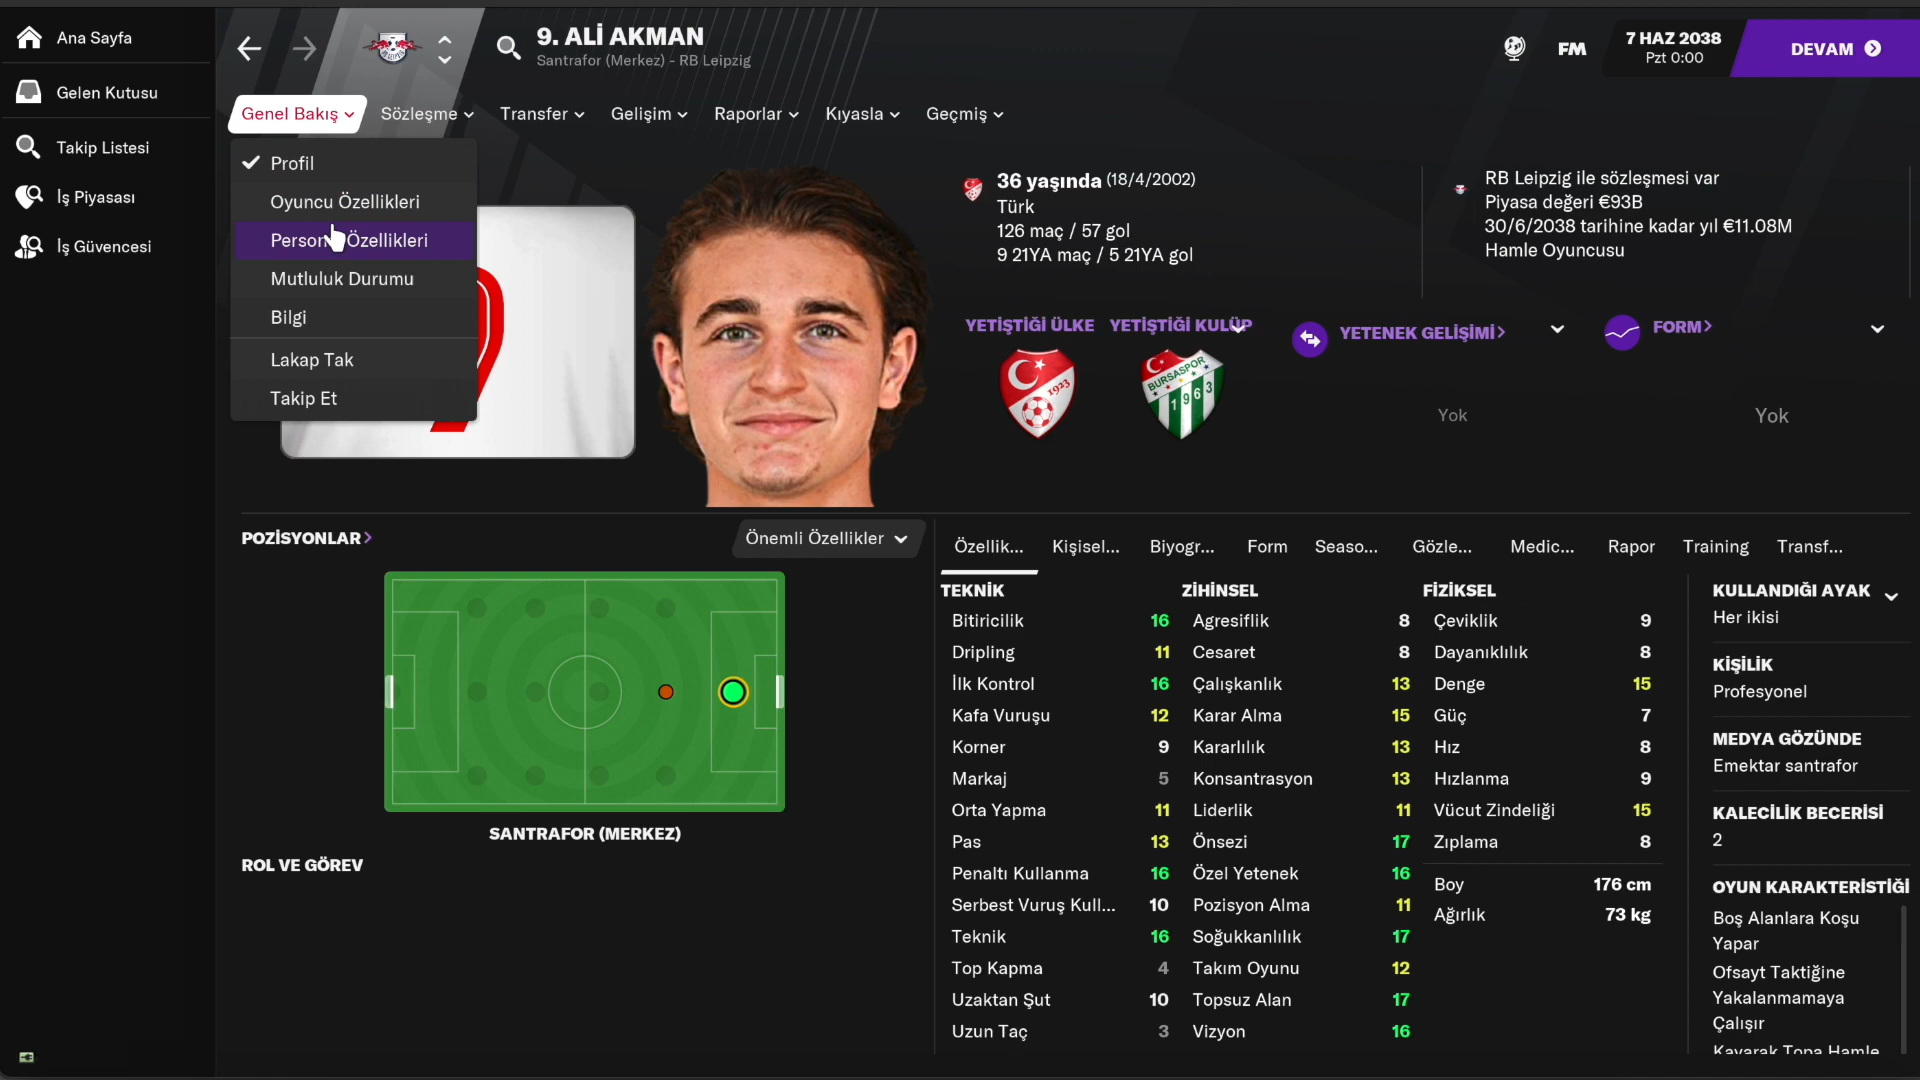 Ana Sayfa
Gelen Kutusu
Takip Listesi
İş Piyasası
İş Güvencesi
9. ALİ AKMAN
Santrafor (Merkez) - RB Leipzig
FM
7 HAZ 2038
Pzt 0:00
DEVAM
Genel Bakış
Sözleşme
Transfer
Gelişim
Raporlar
Kıyasla
Geçmiş
Profil
Oyuncu Özellikleri
Özellikleri
Mutluluk Durumu
Bilgi
Lakap Tak
Takip Et
36 yaşında (18/4/2002)
Türk
126 maç / 57 gol
9 21YA maç / 5 21YA gol
RB Leipzig ile sözleşmesi var
Piyasa değeri €93B
30/6/2038 tarihine kadar yıl €11.08M
Hamle Oyuncusu
YETİŞTİĞİ ÜLKE
1923
YETİŞTİĞİ KULÜP
BURSASPOR
1963
YETENEK GELİŞİMİ
Yok
FORM
Yok
POZİSYONLAR
Önemli Özellikler
SANTRAFOR (MERKEZ)
ROL VE GÖREV
Özellik... Kişisel... Biyogr... Form Seaso... Gözle... Medic... Rapor Training Transf...
TEKNİK
Bitiricilik 16
Dripling 11
İlk Kontrol 16
Kafa Vuruşu 12
Korner 9
Markaj 5
Orta Yapma 11
Pas 13
Penaltı Kullanma 16
Serbest Vuruş Kull... 10
Teknik 16
Top Kapma 4
Uzaktan Şut 10
Uzun Taç 3
ZİHİNSEL
Agresiflik 8
Cesaret 8
Çalışkanlık 13
Karar Alma 15
Kararlılık 13
Konsantrasyon 13
Liderlik 11
Önsezi 17
Özel Yetenek 16
Pozisyon Alma 11
Soğukkanlılık 17
Takım Oyunu 12
Topsuz Alan 17
Vizyon 16
FİZİKSEL
Çeviklik 9
Dayanıklılık 8
Denge 15
Güç 7
Hız 8
Hızlanma 9
Vücut Zindeliği 15
Zıplama 8
Boy 176 cm
Ağırlık 73 kg
KULLANDIĞI AYAK
Her ikisi
KİŞİLİK
Profesyonel
MEDYA GÖZÜNDE
Emektar santrafor
KALECİLİK BECERİSİ
2
OYUN KARAKTERİSTİĞİ
Boş Alanlara Koşu
Yapar
Ofsayt Taktiğine
Yakalanmamaya
Çalışır
Kayarak Topa Hamle